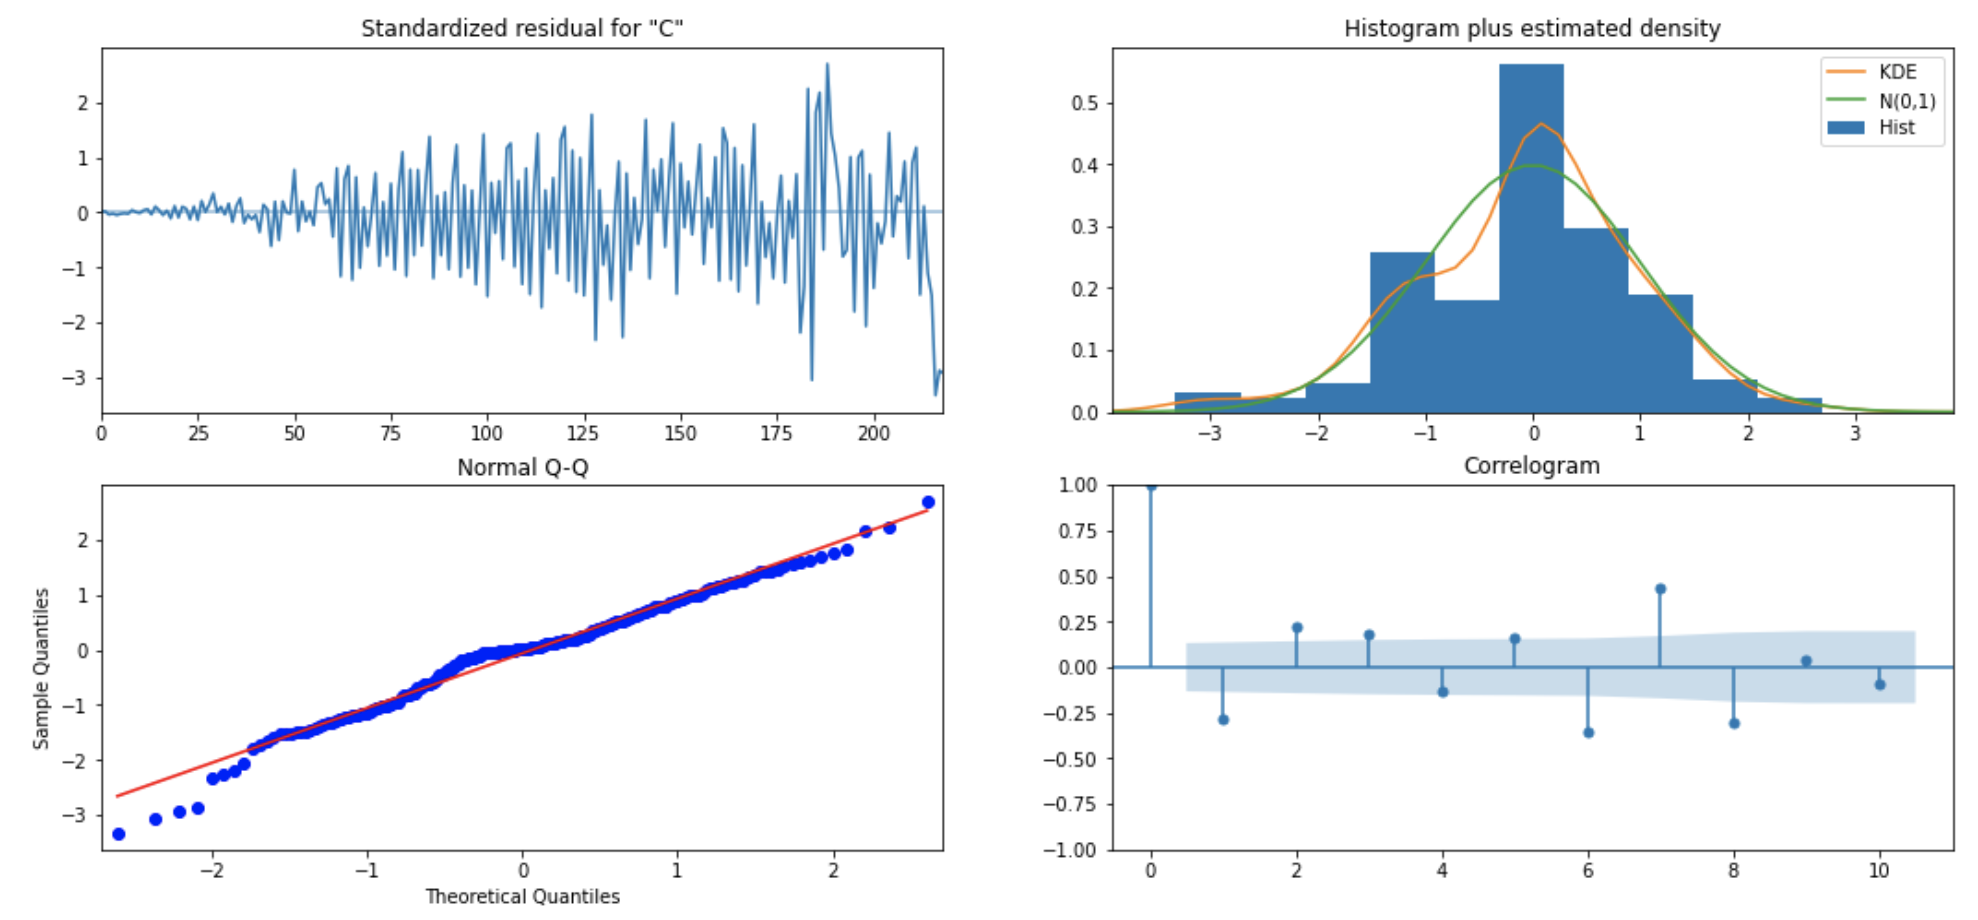 Standardized residual for "C"
2
1
0
−1
−2
−3
0 25 50 75 100 125 150 175 200
Histogram plus estimated density
KDE
N(0,1)
Hist
0.5
0.4
0.3
0.2
0.1
0.0
−3 −2 −1 0 1 2 3
Normal Q-Q
Sample Quantiles
2
1
0
−1
−2
−3
−2 −1 0 1 2
Theoretical Quantiles
Correlogram
1.00
0.75
0.50
0.25
0.00
−0.25
−0.50
−0.75
−1.00
0 2 4 6 8 10